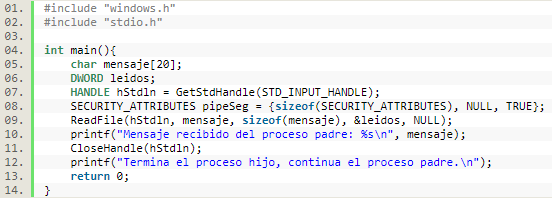 01. #include "windows.h"
02. #include "stdio.h"
03.
04. int main(){
05.     char mensaje[20];
06.     DWORD leidos;
07.     HANDLE hStdln = GetStdHandle(STD_INPUT_HANDLE);
08.     SECURITY_ATTRIBUTES pipeSeg = {sizeof(SECURITY_ATTRIBUTES), NULL, TRUE};
09.     ReadFile(hStdln, mensaje, sizeof(mensaje), &leidos, NULL);
10.     printf("Mensaje recibido del proceso padre: %s\n", mensaje);
11.     CloseHandle(hStdln);
12.     printf("Termina el proceso hijo, continua el proceso padre.\n");
13.     return 0;
14. }